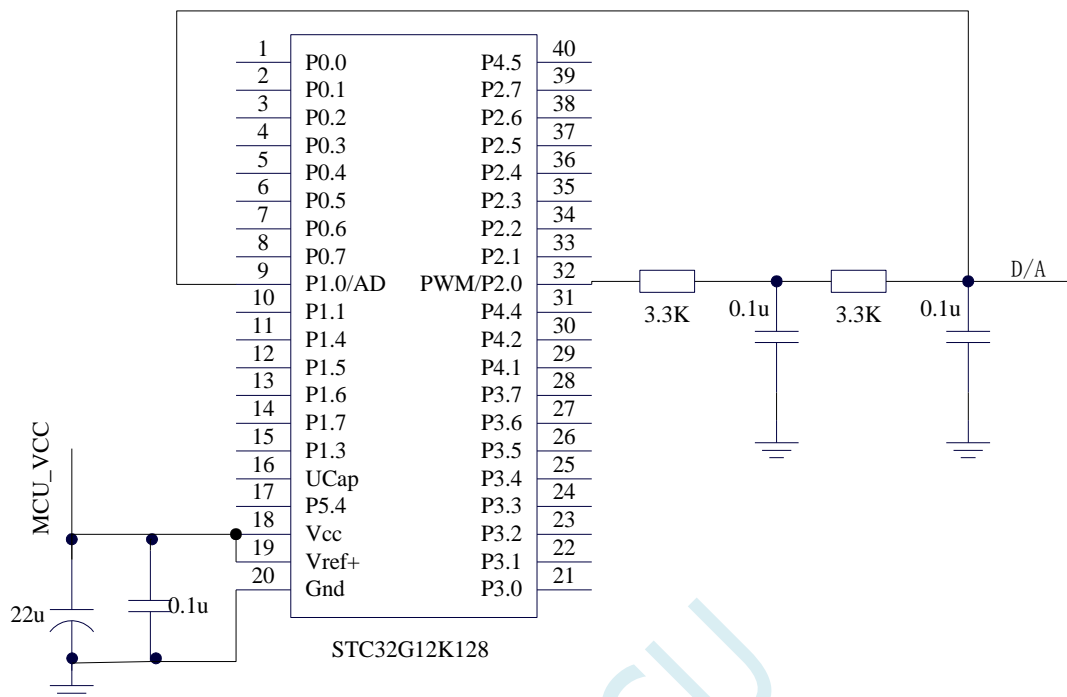 1 P0.0 P4.5 40
2 P0.1 P2.7 39
3 P0.2 P2.6 38
4 P0.3 P2.5 37
5 P0.4 P2.4 36
6 P0.5 P2.3 35
7 P0.6 P2.2 34
8 P0.7 P2.1 33
9 P1.0/AD PWM/P2.0 32
10 P1.1 P4.4 31
11 P1.4 P4.2 30
12 P1.5 P4.1 29
13 P1.6 P3.7 28
14 P1.7 P3.6 27
15 P1.3 P3.5 26
16 UCap P3.4 25
17 P5.4 P3.3 24
18 Vcc P3.2 23
19 Vref+ P3.1 22
20 Gnd P3.0 21
D/A
3.3K 0.1u 3.3K 0.1u
MCU_VCC
22u 0.1u
STC32G12K128